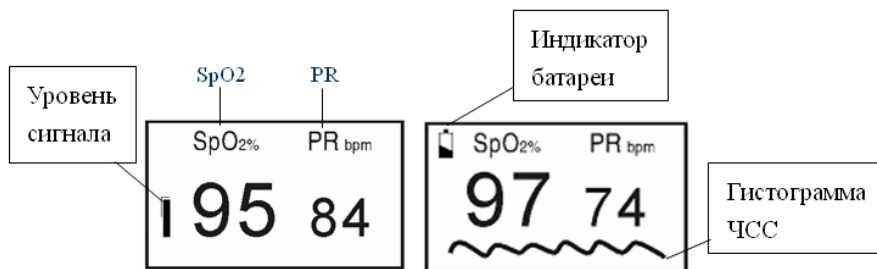 Индикатор
батареи
SpO2 PR
Уровень
сигнала
SpO2% PR bpm
95 84
SpO2% PR bpm
97 74
Гистограмма
ЧСС